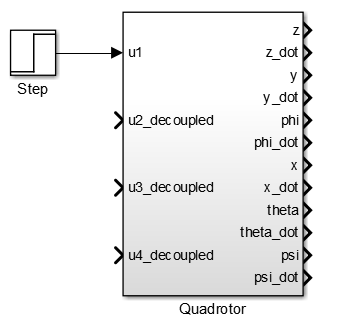 z
u1
z_dot
Step
y
y_dot
u2_decoupled
phi
phi_dot
x
u3_decoupled
x_dot
theta
theta_dot
u4_decoupled
psi
psi_dot
Quadrotor